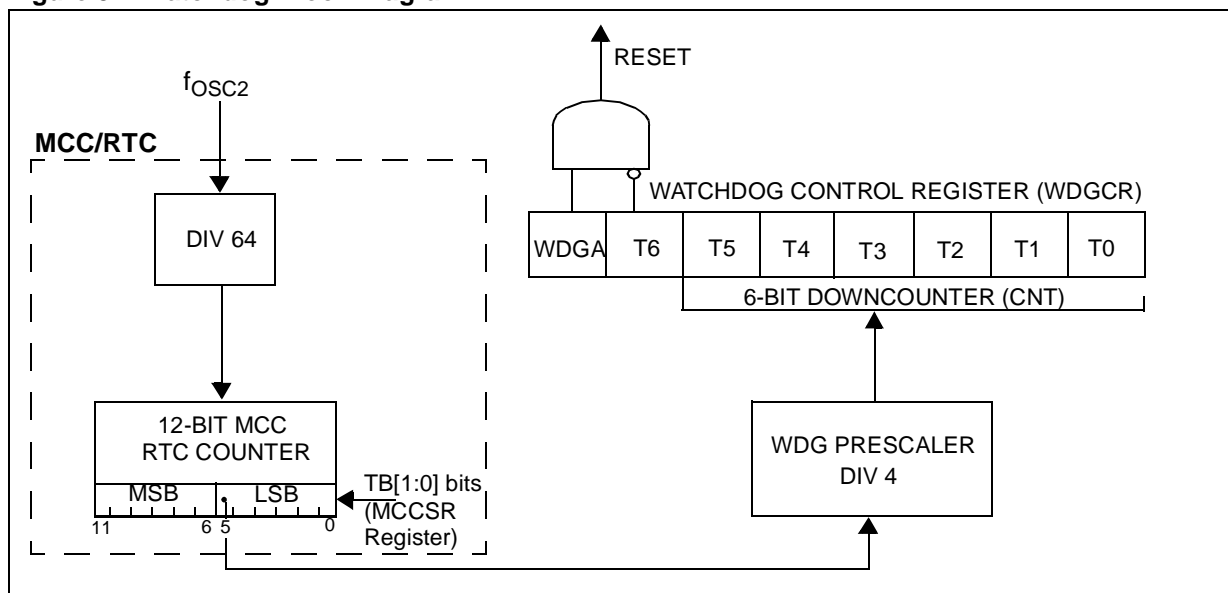 RESET
fOSC2
MCC/RTC
DIV 64
WATCHDOG CONTROL REGISTER (WDGCR)
WDGA T6 T5 T4 T3 T2 T1 T0
6-BIT DOWNCOUNTER (CNT)
12-BIT MCC
RTC COUNTER
MSB LSB
11 6 5 0
TB[1:0] bits
(MCCSR
Register)
WDG PRESCALER
DIV 4